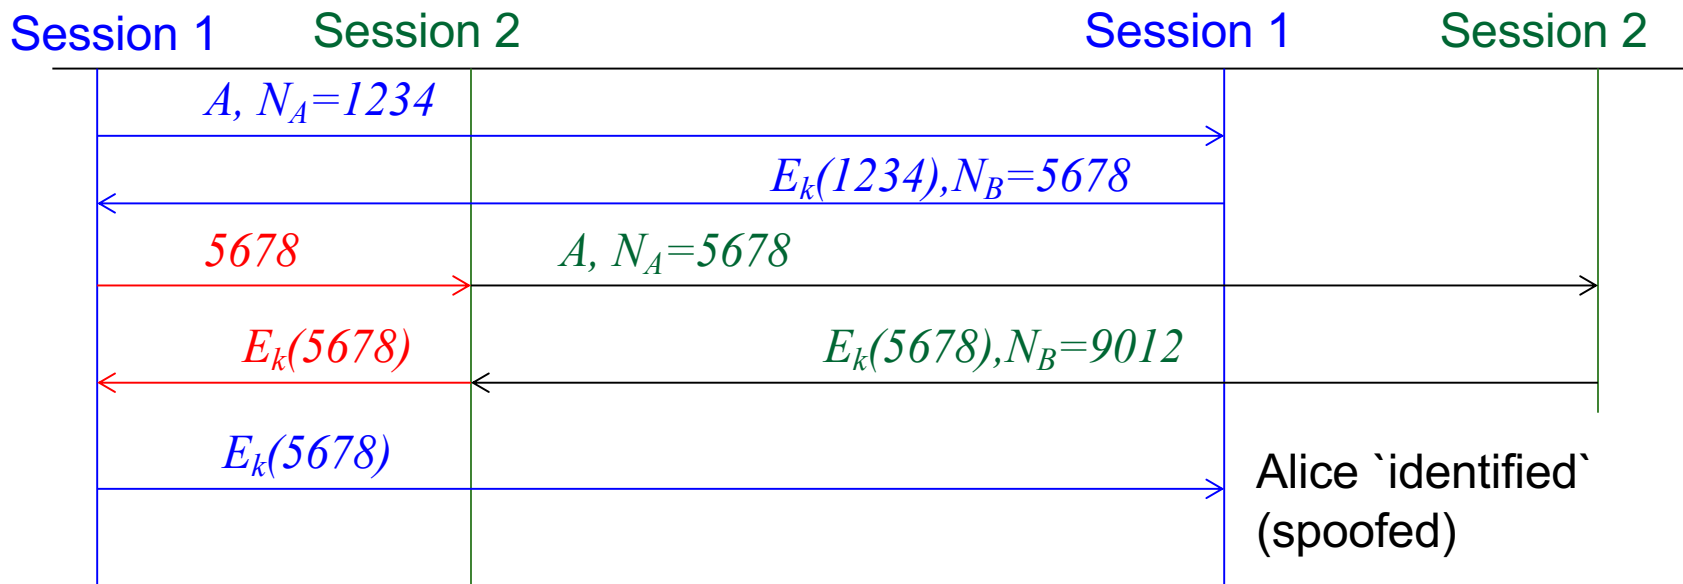 Session 1 Session 2 Session 1 Session 2
A, N_A=1234
E_k(1234),N_B=5678
5678 A, N_A=5678
E_k(5678) E_k(5678),N_B=9012
E_k(5678)
Alice `identified`
(spoofed)